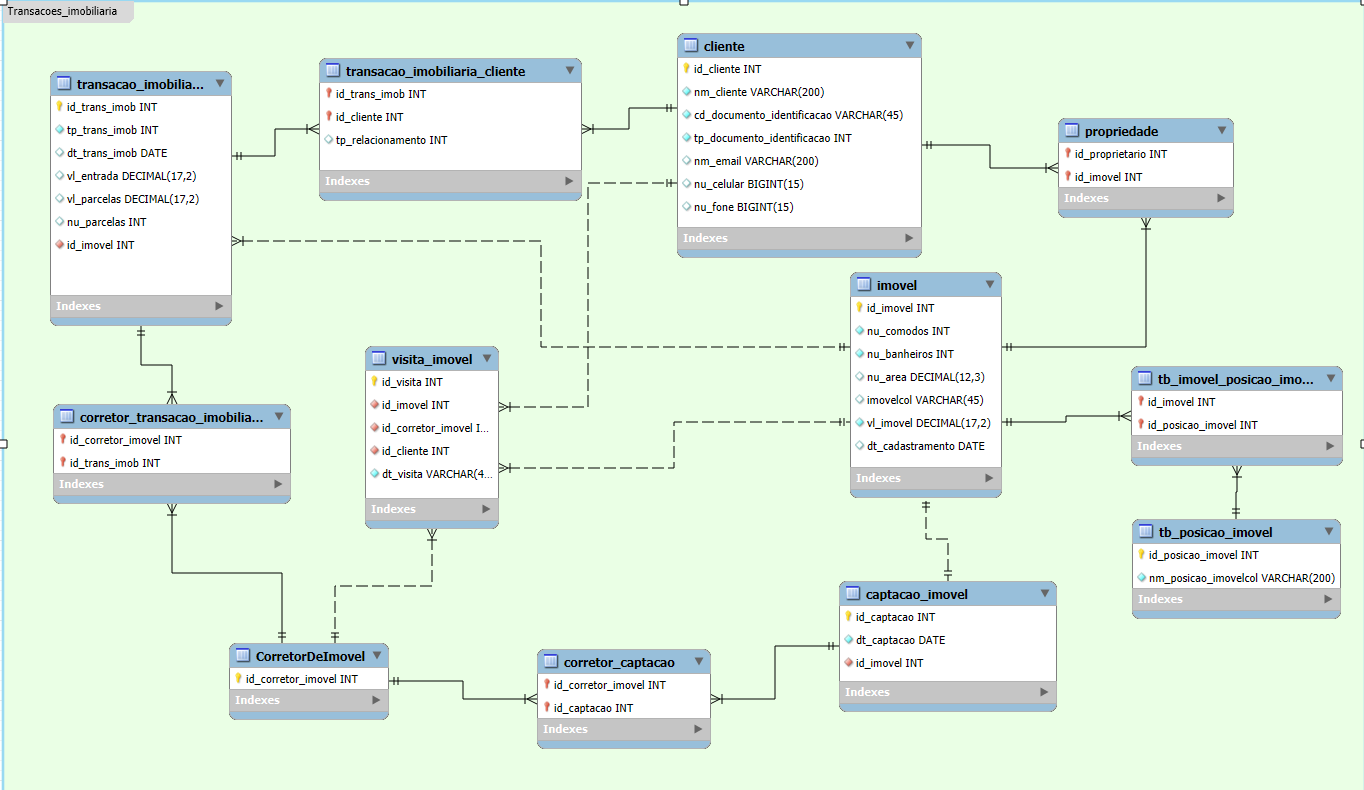 Transacoes_imobiliaria
transacao_imobilia...
id_trans_imob INT
tp_trans_imob INT
dt_trans_imob DATE
vl_entrada DECIMAL(17,2)
vl_parcelas DECIMAL(17,2)
nu_parcelas INT
id_imovel INT
Indexes
transacao_imobiliaria_cliente
id_trans_imob INT
id_cliente INT
tp_relacionamento INT
Indexes
cliente
id_cliente INT
nm_cliente VARCHAR(200)
cd_documento_identificacao VARCHAR(45)
tp_documento_identificacao INT
nm_email VARCHAR(200)
nu_celular BIGINT(15)
nu_fone BIGINT(15)
Indexes
propriedade
id_proprietario INT
id_imovel INT
Indexes
imovel
id_imovel INT
nu_comodos INT
nu_banheiros INT
nu_area DECIMAL(12,3)
imovelcol VARCHAR(45)
vl_imovel DECIMAL(17,2)
dt_cadastramento DATE
Indexes
visita_imovel
id_visita INT
id_imovel INT
id_corretor_imovel I...
id_cliente INT
dt_visita VARCHAR(4...
Indexes
tb_imovel_posicao_imo...
id_imovel INT
id_posicao_imovel INT
Indexes
corretor_transacao_imobilia...
id_corretor_imovel INT
id_trans_imob INT
Indexes
tb_posicao_imovel
id_posicao_imovel INT
nm_posicao_imovelcol VARCHAR(200)
Indexes
captacao_imovel
id_captacao INT
dt_captacao DATE
id_imovel INT
Indexes
CorretorDeImovel
id_corretor_imovel INT
Indexes
corretor_captacao
id_corretor_imovel INT
id_captacao INT
Indexes